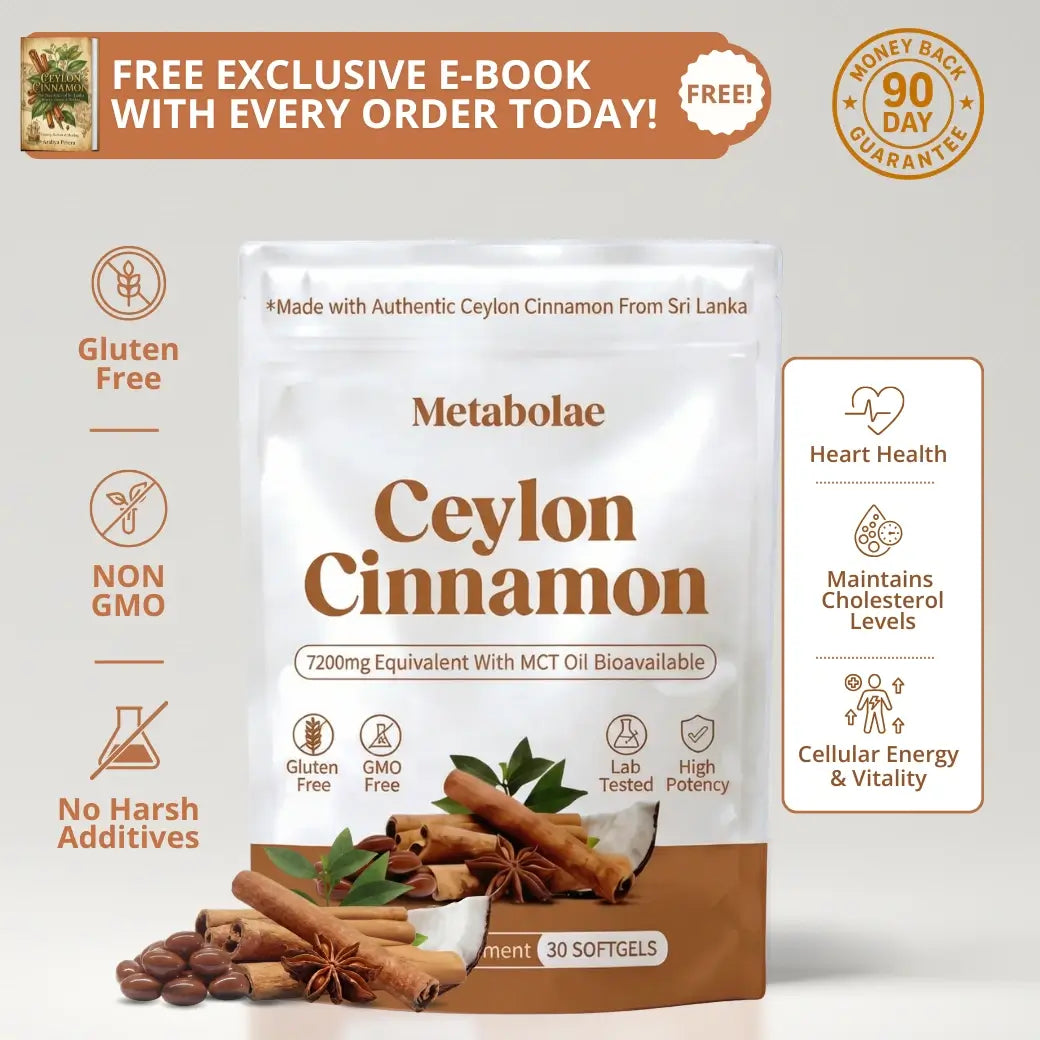 CEYLON
CINNAMON
FREE EXCLUSIVE E-BOOK
WITH EVERY ORDER TODAY!
FREE!
MONEY BACK
90
DAY
GUARANTEE
Gluten
Free
NON
GMO
No Harsh
Additives
*Made with Authentic Ceylon Cinnamon From Sri Lanka
Metabolae
Ceylon
Cinnamon
7200mg Equivalent With MCT Oil Bioavailable
Gluten
Free
GMO
Free
Lab
Tested
High
Potency
ment 30 SOFTGELS
Heart Health
Maintains
Cholesterol
Levels
Cellular Energy
& Vitality